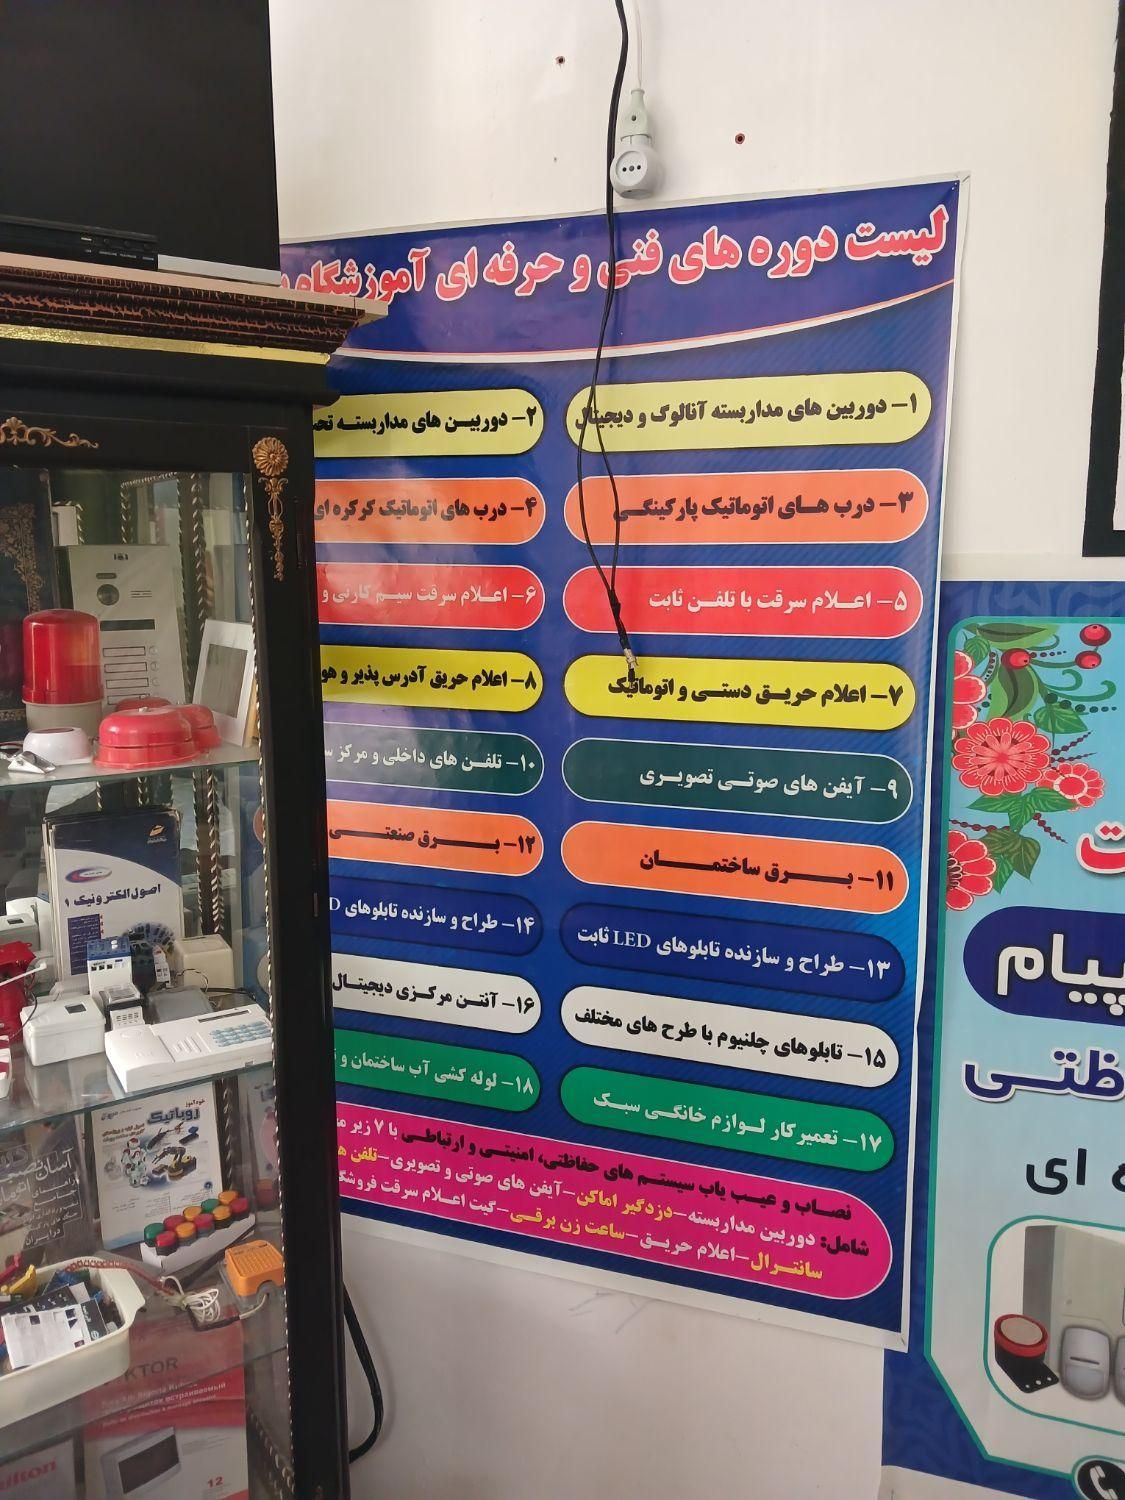 لیست دوره های فنی و حرفه ای آموزشگاه
۱- دوربین های مداربسته آنالوگ و دیجیتال
۲- دوربین های مداربسته تحت
۳- درب های اتوماتیک پارکینگی
۴- درب های اتوماتیک کرکره ای
۵- اعلام سرقت با تلفن ثابت
۶- اعلام سرقت سیم کارتی و
۷- اعلام حریق دستی و اتوماتیک
۸- اعلام حریق آدرس پذیر و هو
۹- آیفن های صوتی تصویری
۱۰- تلفن های داخلی و مرکز س
۱۱- برق ساختمان
۱۲- برق صنعتی
۱۳- طراح و سازنده تابلوهای LED ثابت
۱۴- طراح و سازنده تابلوهای D
۱۵- تابلوهای چلنیوم با طرح های مختلف
۱۶- آنتن مرکزی دیجیتال
۱۷- تعمیرکار لوازم خانگی سبک
۱۸- لوله کشی آب ساختمان و
نصاب و عیب یاب سیستم های حفاظتی، امنیتی و ارتباطی با ۷ زیر
شامل: دوربین مداربسته-دزدگیر اماکن-آیفن های صوتی و تصویری-تلفن ه
سانترال-اعلام حریق-ساعت زن برقی-گیت اعلام سرقت فروشگ
پیام
ه ای
اصول الکترونیک ۱
خودآموز
روباتیک
KTOR
12